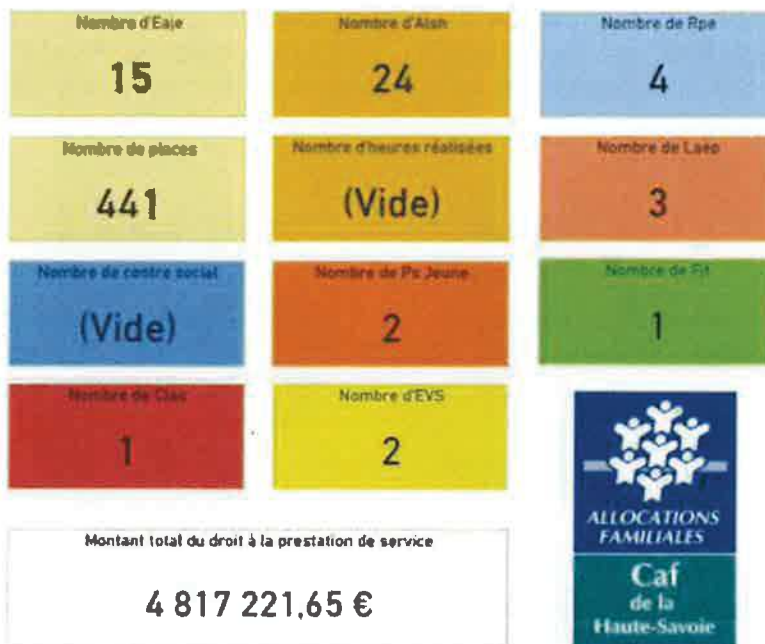 Nombre d'Eaje
15
Nombre d'Alsh
24
Nombre de Rpe
4
Nombre de places
441
Nombre d'heures réalisées
(Vide)
Nombre de Laep
3
Nombre de centre social
(Vide)
Nombre de Ps Jeune
2
Nombre de Fjt
1
Nombre de Clas
1
Nombre d'EVS
2
Montant total du droit à la prestation de service
4 817 221,65 €
ALLOCATIONS
FAMILIALES
Caf
de la
Haute-Savoie